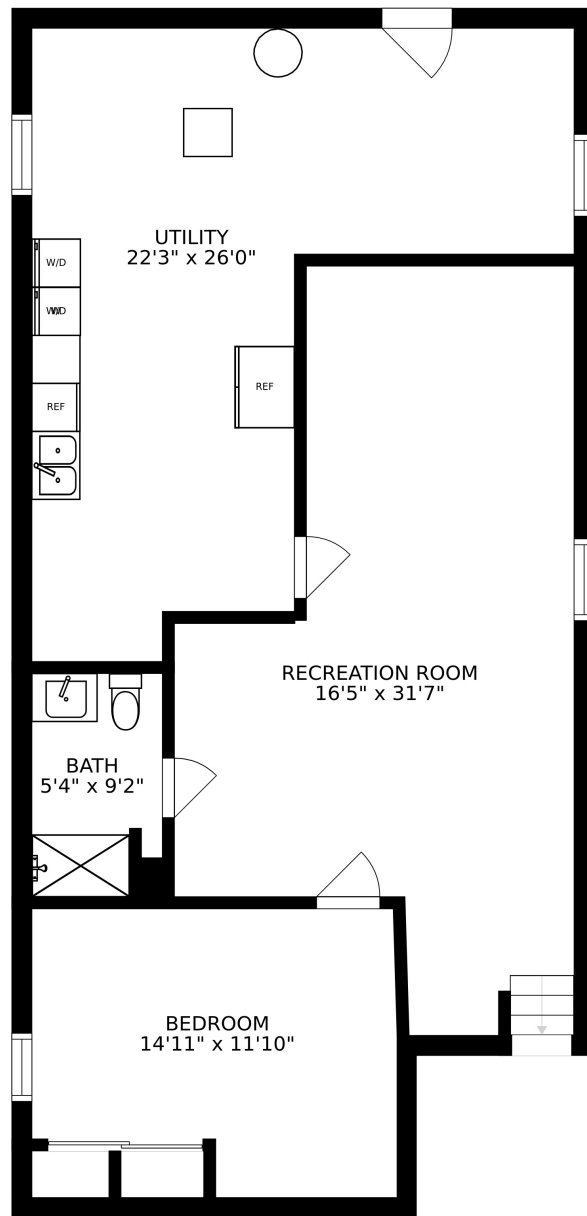 UTILITY
22'3" x 26'0"
W/D
W/D
REF
REF
RECREATION ROOM
16'5" x 31'7"
BATH
5'4" x 9'2"
BEDROOM
14'11" x 11'10"